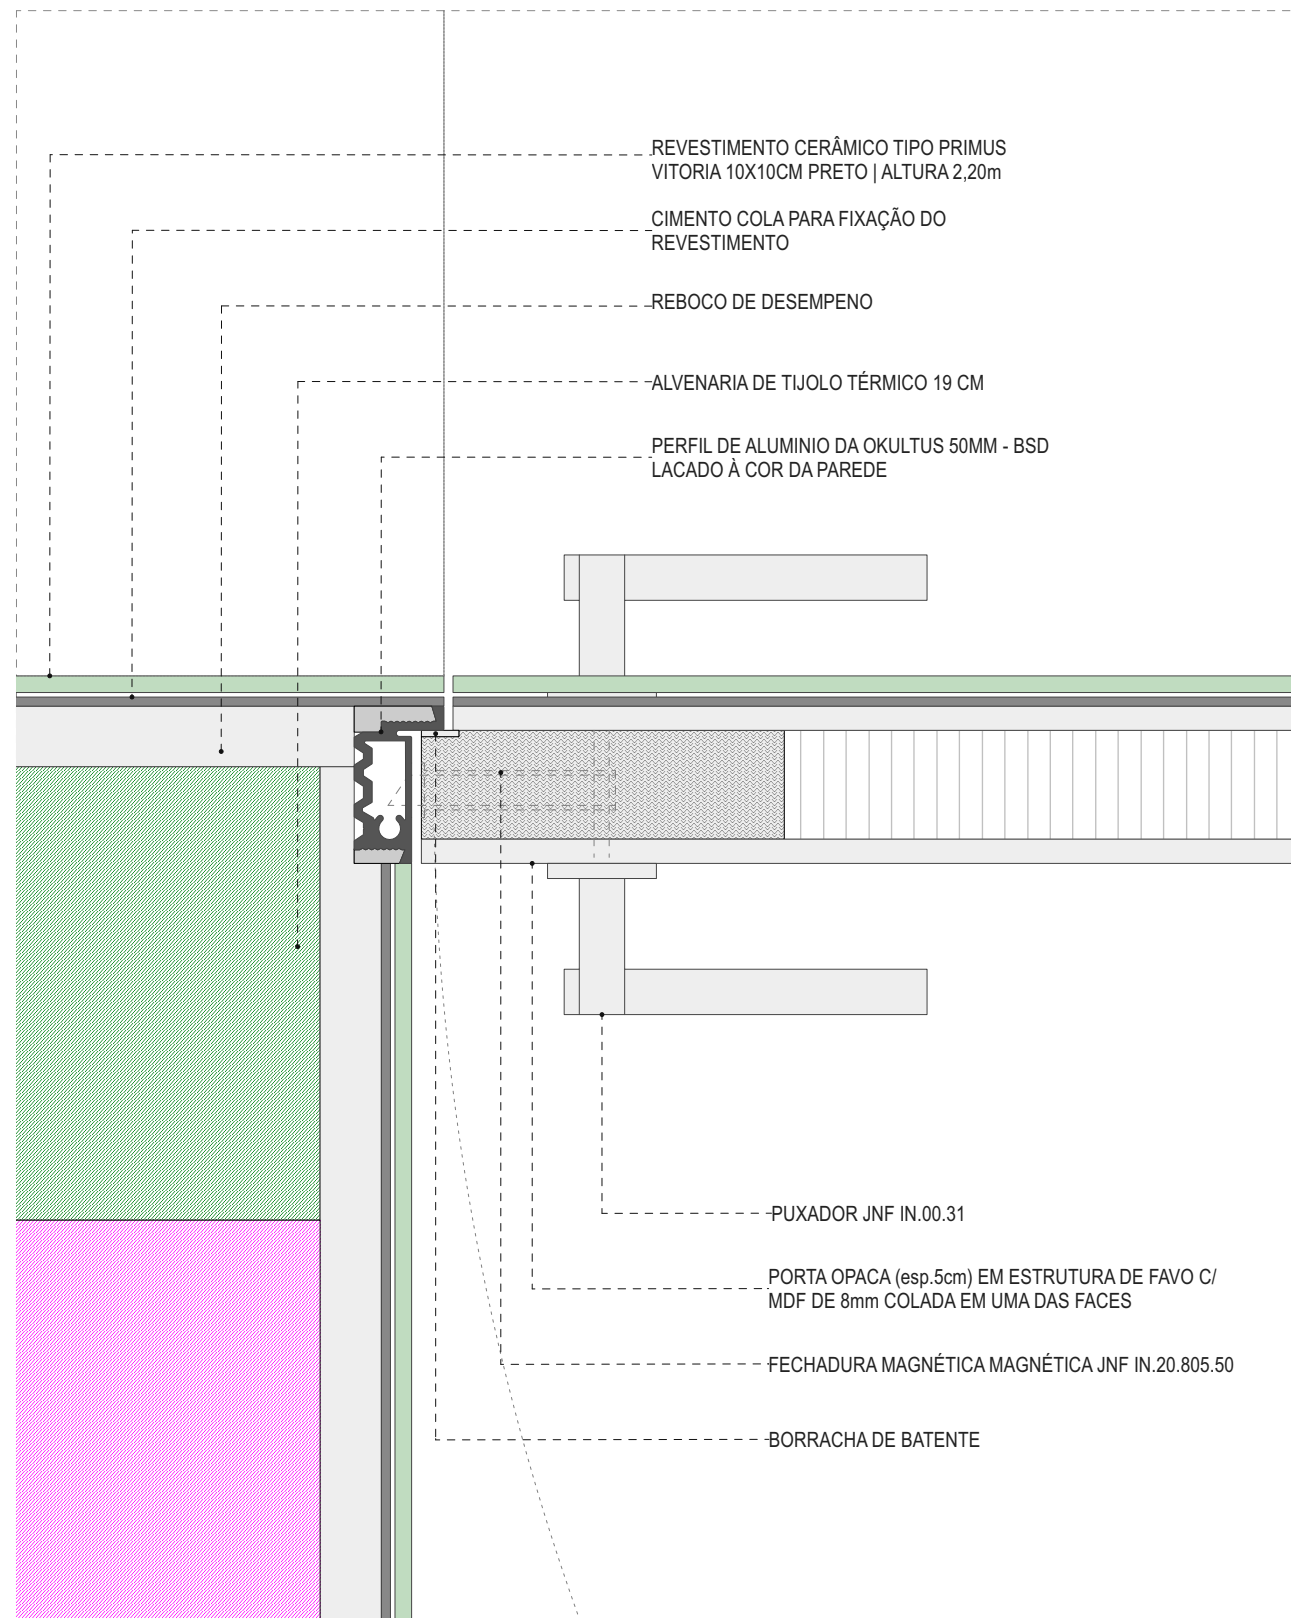 REVESTIMENTO CERÂMICO TIPO PRIMUS
VITORIA 10X10CM PRETO | ALTURA 2,20m
CIMENTO COLA PARA FIXAÇÃO DO
REVESTIMENTO
REBOCO DE DESEMPENO
ALVENARIA DE TIJOLO TÉRMICO 19 CM
PERFIL DE ALUMINIO DA OKULTUS 50MM - BSD
LACADO À COR DA PAREDE
PUXADOR JNF IN.00.31
PORTA OPACA (esp.5cm) EM ESTRUTURA DE FAVO C/
MDF DE 8mm COLADA EM UMA DAS FACES
FECHADURA MAGNÉTICA MAGNÉTICA JNF IN.20.805.50
BORRACHA DE BATENTE